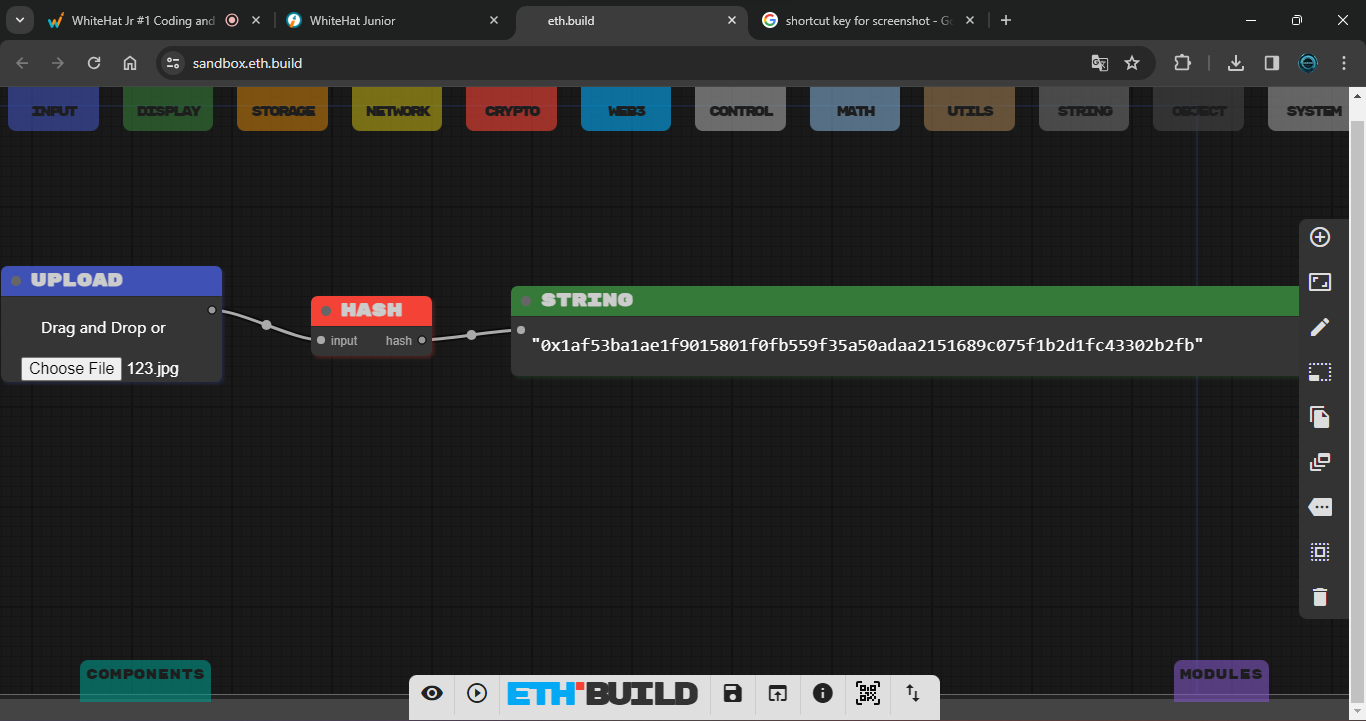 WhiteHat Jr #1 Coding and
WhiteHat Junior
eth.build
shortcut key for screenshot - Go
sandbox.eth.build
INPUT
DISPLAY
STORAGE
NETWORK
CRYPTO
WEB3
CONTROL
MATH
UTILS
STRING
OBJECT
SYSTEM
UPLOAD
Drag and Drop or
Choose File 123.jpg
HASH
input hash
STRING
"0x1af53ba1ae1f9015801f0fb559f35a50adaa2151689c075f1b2d1fc43302b2fb"
COMPONENTS
MODULES
ETH BUILD